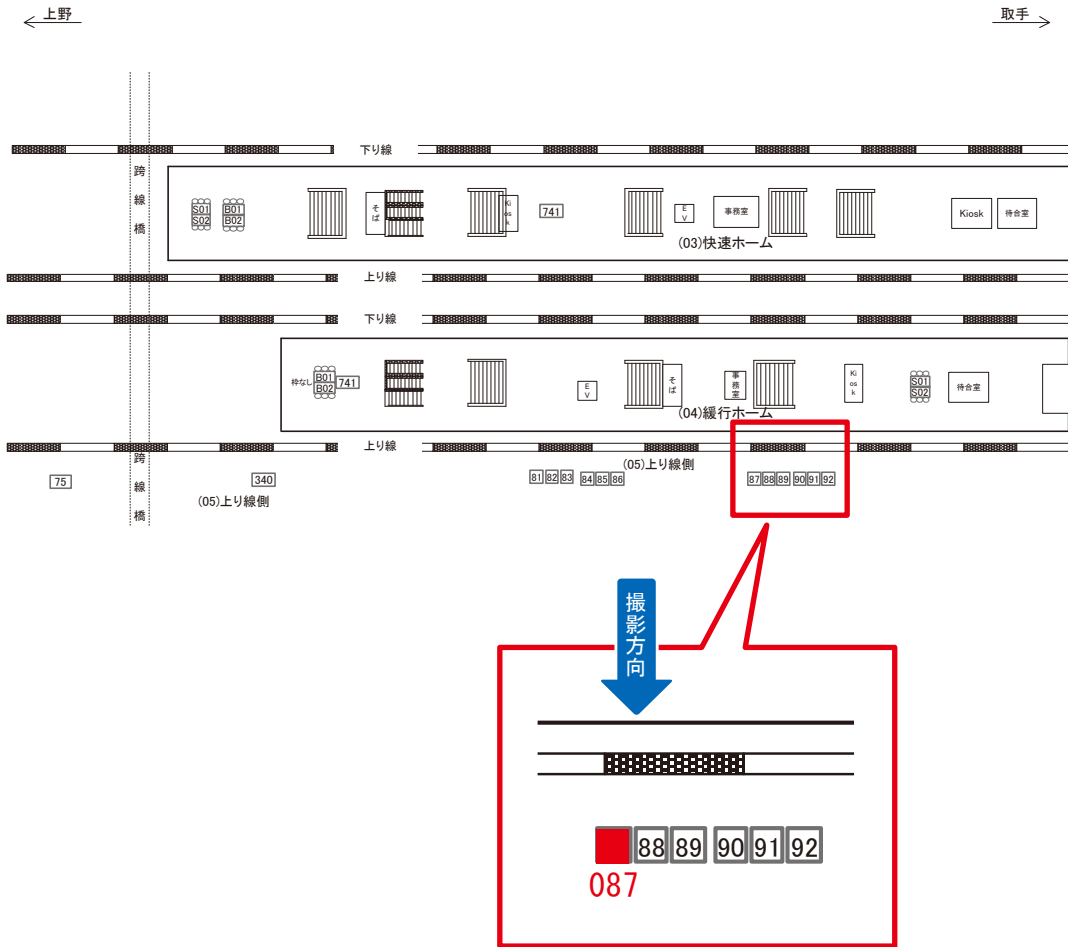 上野
取手
下り線
跨線橋
S01
S02
B01
B02
そば
Kiosk
741
EV
事務室
Kiosk
待合室
(03)快速ホーム
上り線
下り線
枠なし
B01
B02
741
EV
そば
事務室
Kiosk
S01
S02
待合室
(04)緩行ホーム
上り線
跨線橋
(05)上り線側
75
340
(05)上り線側
81 82 83 84 85 86
87 88 89 90 91 92
撮影方向
88 89 90 91 92
087